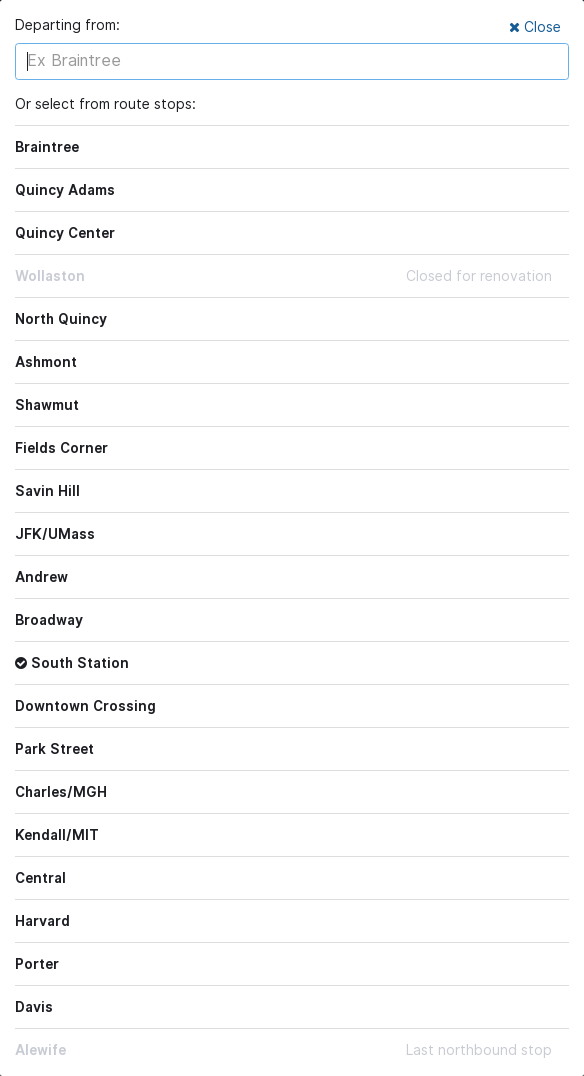 Departing from:
✖ Close
Ex Braintree
Or select from route stops:
Braintree
Quincy Adams
Quincy Center
Wollaston Closed for renovation
North Quincy
Ashmont
Shawmut
Fields Corner
Savin Hill
JFK/UMass
Andrew
Broadway
South Station
Downtown Crossing
Park Street
Charles/MGH
Kendall/MIT
Central
Harvard
Porter
Davis
Alewife Last northbound stop